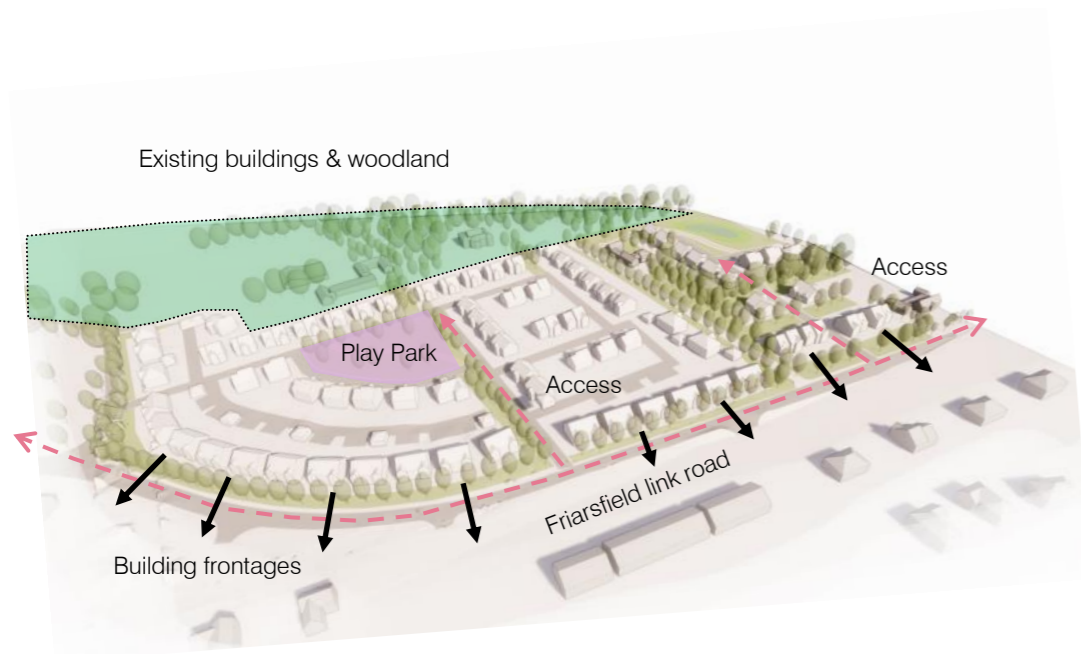 Existing buildings & woodland
Access
Play Park
Access
Friarsfield link road
Building frontages